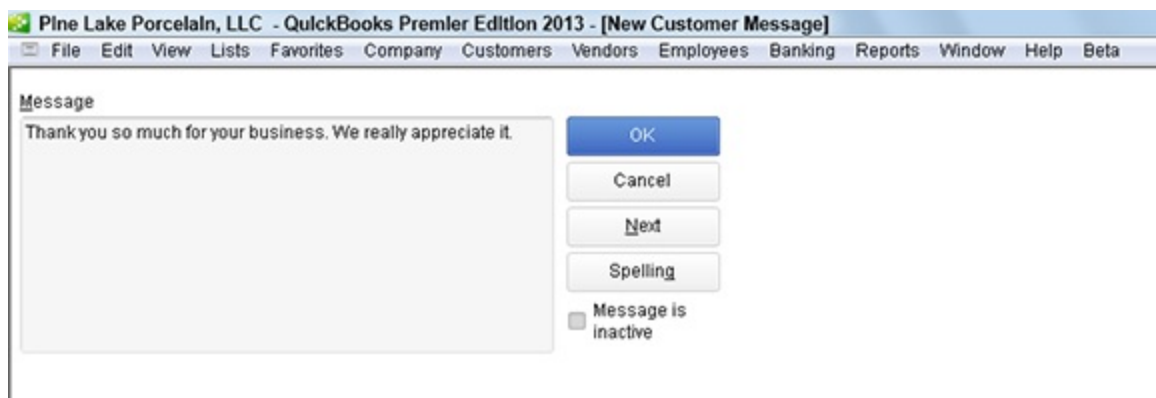 Pine Lake Porcelain, LLC - QuickBooks Premier Edition 2013 - [New Customer Message]
File Edit View Lists Favorites Company Customers Vendors Employees Banking Reports Window Help Beta
Message
Thank you so much for your business. We really appreciate it.
OK
Cancel
Next
Spelling
Message is
inactive